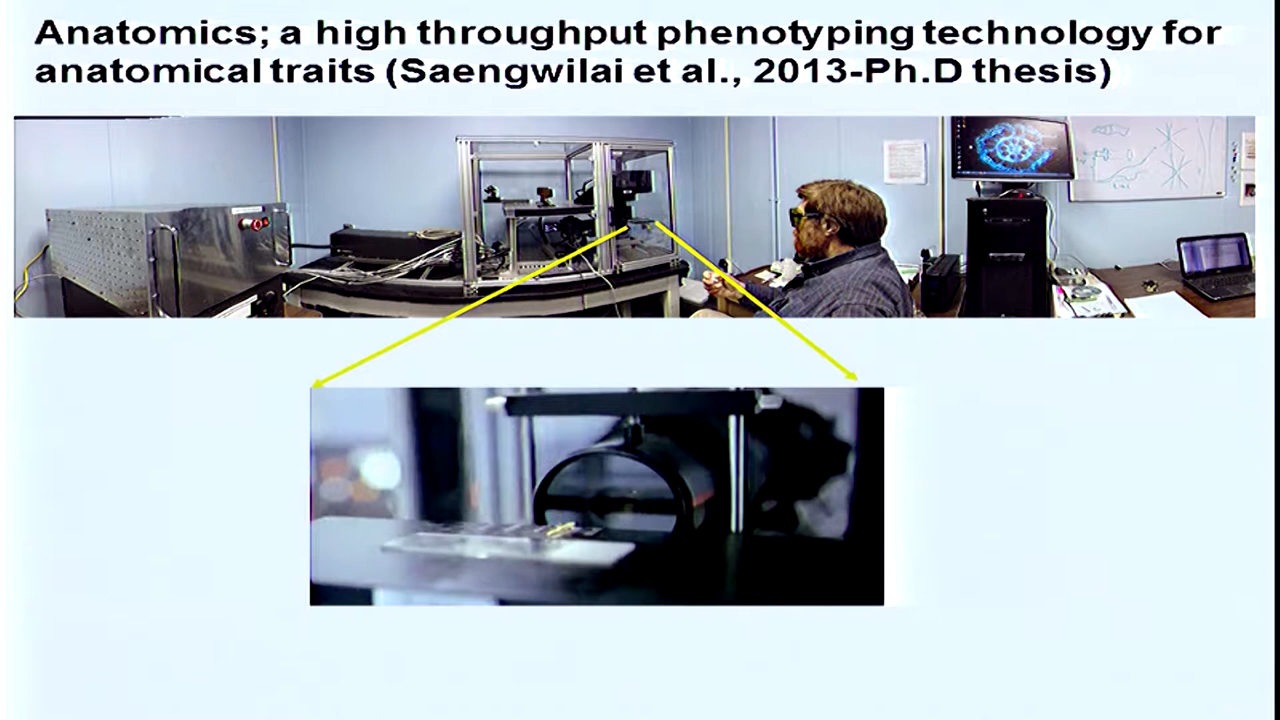 Anatomics; a high throughput phenotyping technology for
anatomical traits (Saengwilai et al., 2013-Ph.D thesis)